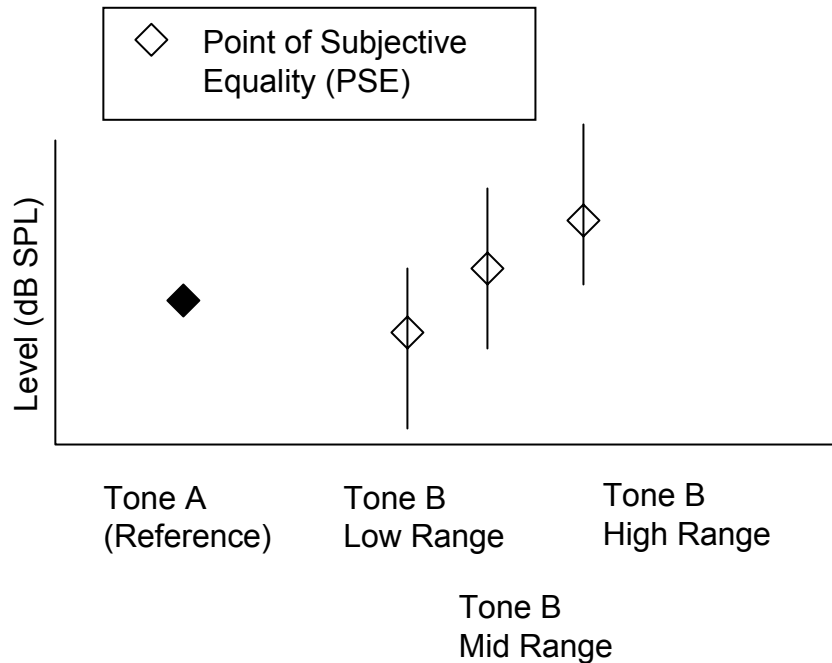 Point of Subjective
Equality (PSE)
Level (dB SPL)
Tone A
(Reference)
Tone B
Low Range
Tone B
High Range
Tone B
Mid Range